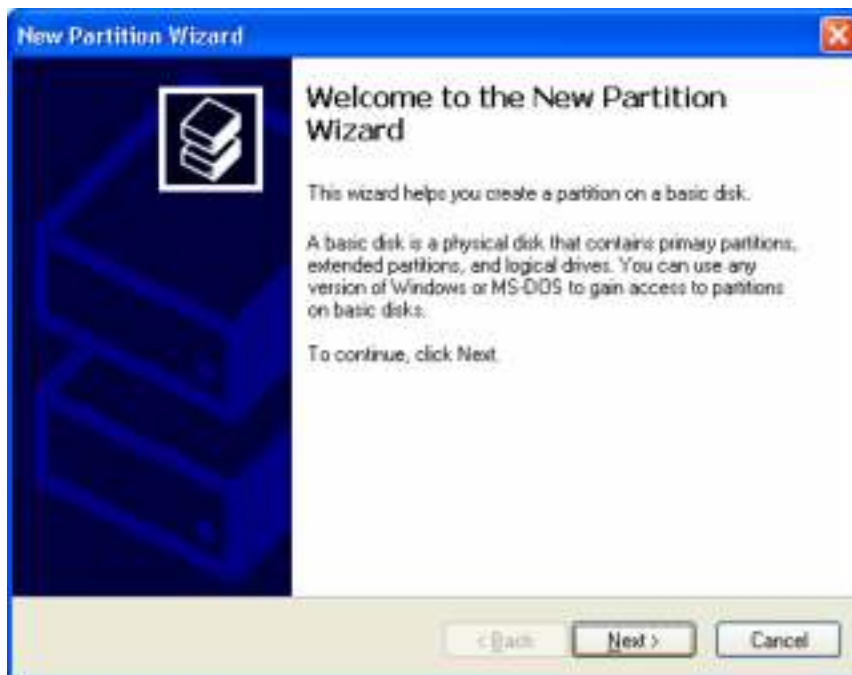 New Partition Wizard
Welcome to the New Partition
Wizard
This wizard helps you create a partition on a basic disk.
A basic disk is a physical disk that contains primary partitions,
extended partitions, and logical drives. You can use any
version of Windows or MS-DOS to gain access to partitions
on basic disks.
To continue, click Next.
< Back
Next >
Cancel